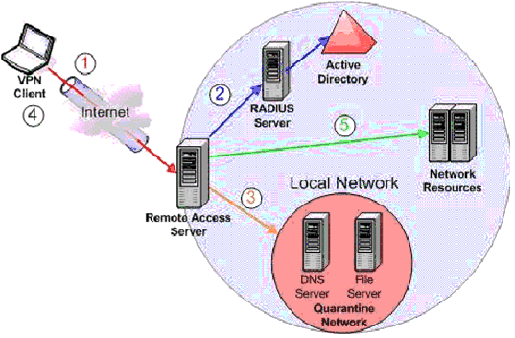 1
VPN
Client
4
Internet
2
RADIUS
Server
Active
Directory
5
Network
Resources
Remote Access
Server
3
Local Network
DNS
Server
File
Server
Quarantine
Network